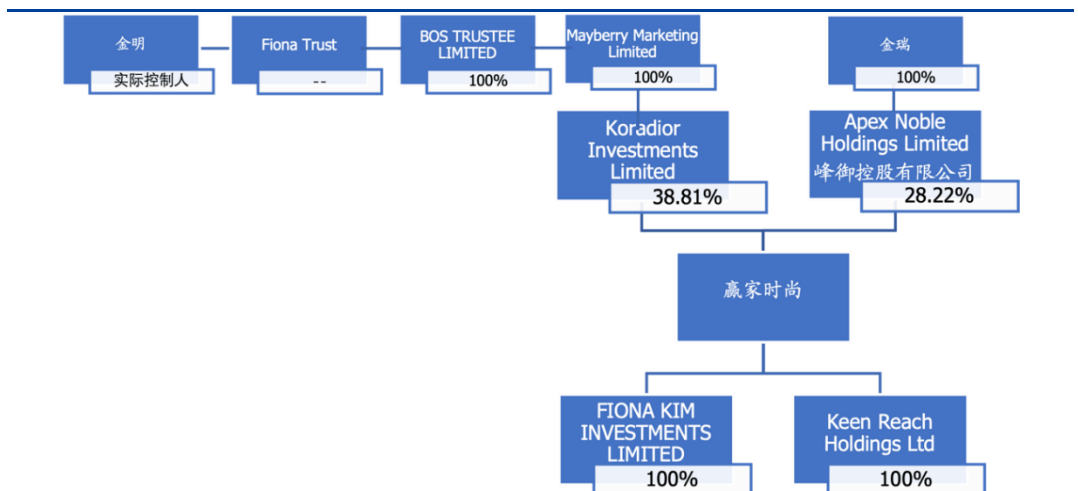 金明
实际控制人
Fiona Trust
--
BOS TRUSTEE
LIMITED
100%
Mayberry Marketing
Limited
100%
金瑞
100%
Koradior
Investments
Limited
38.81%
Apex Noble
Holdings Limited
峰御控股有限公司
28.22%
赢家时尚
FIONA KIM
INVESTMENTS
LIMITED
100%
Keen Reach
Holdings Ltd
100%